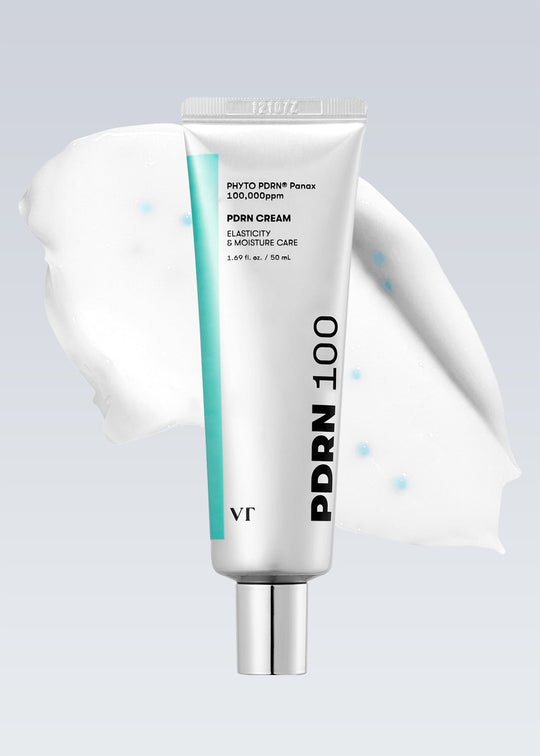 PHYTO PDRN® Panax
100,000ppm
PDRN CREAM
ELASTICITY
& MOISTURE CARE
1.69 fl. oz. / 50 mL
PDRN 100
VT